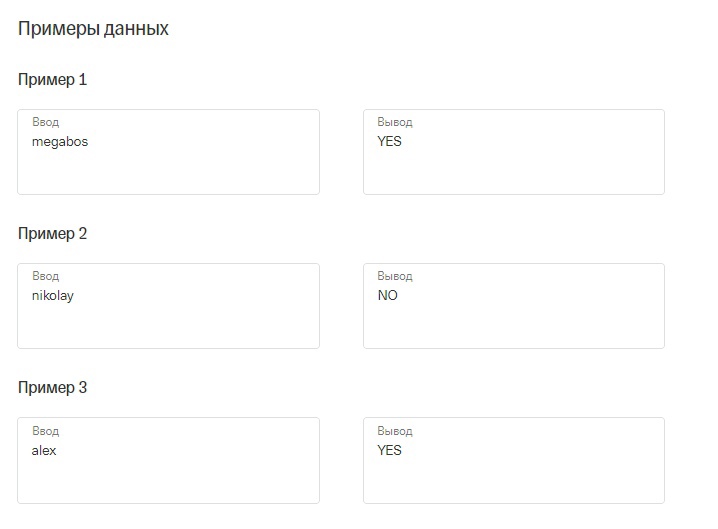 Примеры данных
Пример 1
Ввод
megabos
Вывод
YES
Пример 2
Ввод
nikolay
Вывод
NO
Пример 3
Ввод
alex
Вывод
YES